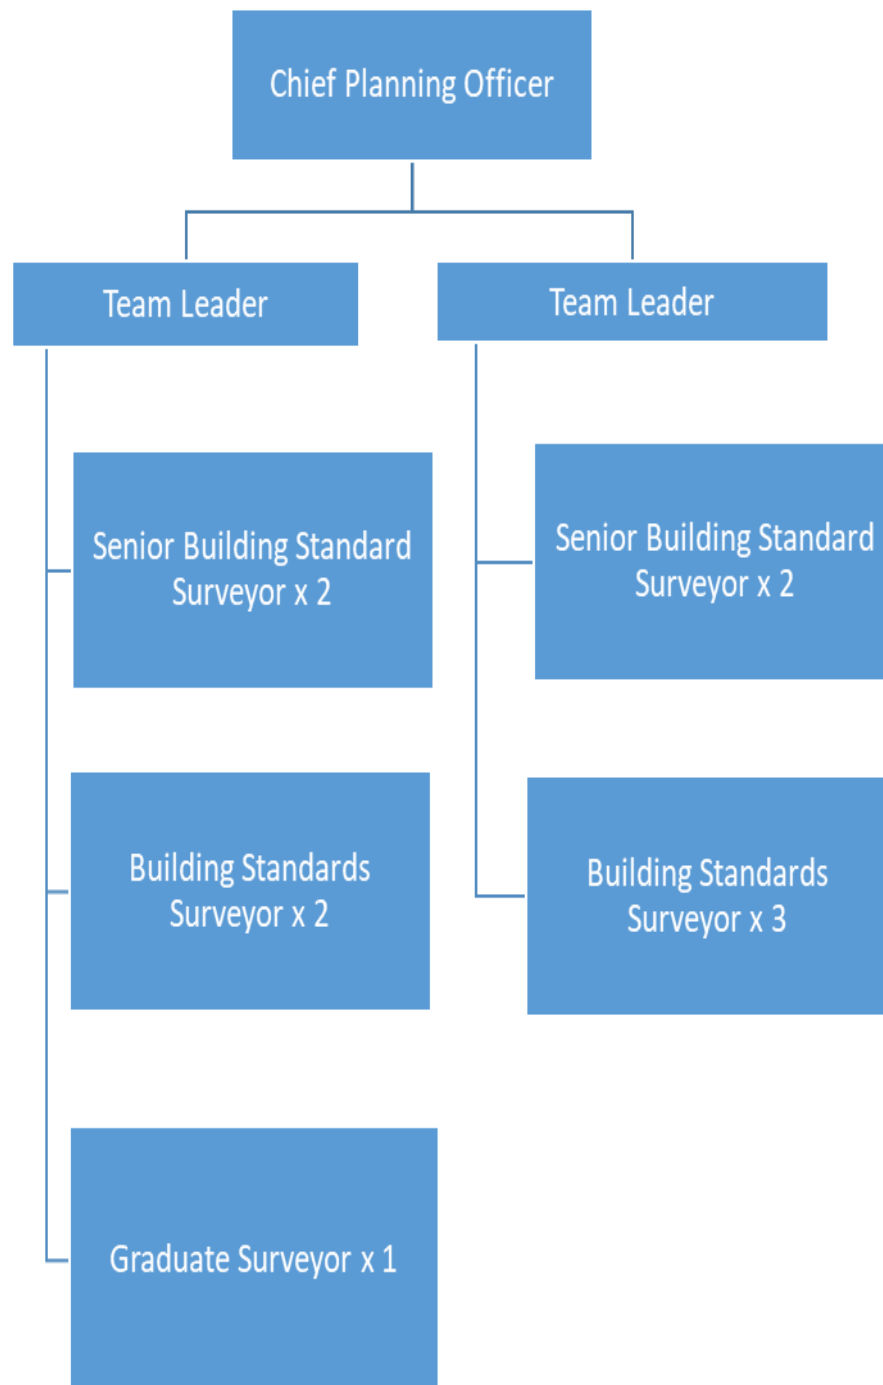 Chief Planning Officer
Team Leader
Team Leader
Senior Building Standard
Surveyor x 2
Senior Building Standard
Surveyor x 2
Building Standards
Surveyor x 2
Building Standards
Surveyor x 3
Graduate Surveyor x 1